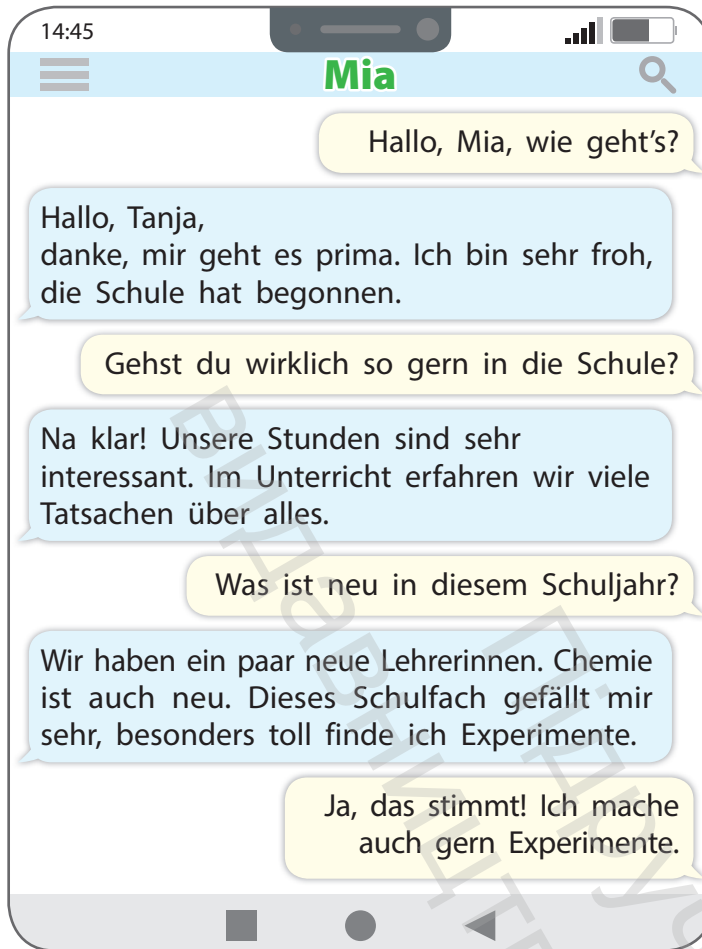 14:45
Mia
Hallo, Mia, wie geht's?
Hallo, Tanja,
danke, mir geht es prima. Ich bin sehr froh,
die Schule hat begonnen.
Gehst du wirklich so gern in die Schule?
Na klar! Unsere Stunden sind sehr
interessant. Im Unterricht erfahren wir viele
Tatsachen über alles.
Was ist neu in diesem Schuljahr?
Wir haben ein paar neue Lehrerinnen. Chemie
ist auch neu. Dieses Schulfach gefällt mir
sehr, besonders toll finde ich Experimente.
Ja, das stimmt! Ich mache
auch gern Experimente.